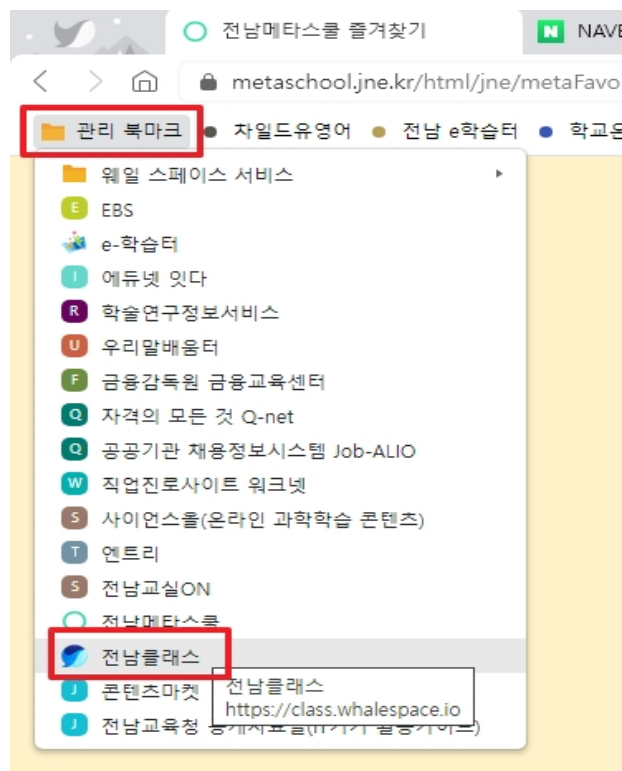 전남메타스쿨 즐겨찾기
NAVE
metaschool.jne.kr/html/jne/metaFavo
관리 북마크
차일드유영어
전남 e학습터
학교온
웨일 스페이스 서비스
E EBS
e-학습터
I 에듀넷 잇다
R 학술연구정보서비스
U 우리말배움터
F 금융감독원 금융교육센터
Q 자격의 모든 것 Q-net
Q 공공기관 채용정보시스템 Job-ALIO
W 직업진로사이트 워크넷
S 사이언스올(온라인 과학학습 콘텐츠)
T 엔트리
S 전남교실ON
전남메타스쿨
전남클래스
J 콘텐츠마켓
전남클래스
https://class.whalespace.io
J 전남교육청